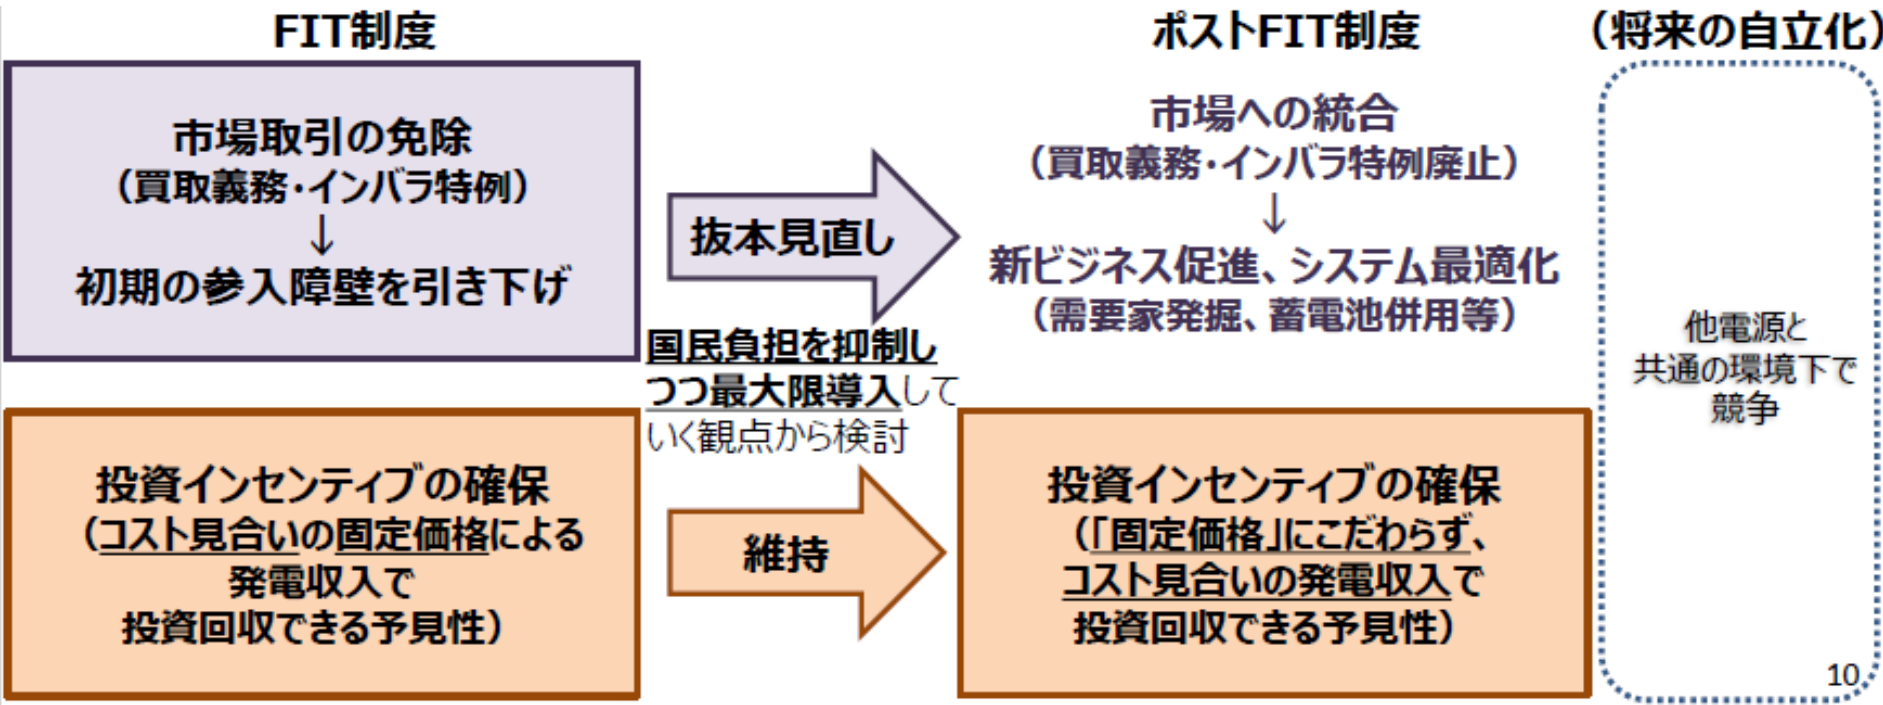 FIT制度
市場取引の免除
（買取義務・インバラ特例）
↓
初期の参入障壁を引き下げ
投資インセンティブの確保
（コスト見合いの固定価格による
発電収入で
投資回収できる予見性）
抜本見直し
国民負担を抑制し
つつ最大限導入して
いく観点から検討
維持
ポストFIT制度
市場への統合
（買取義務・インバラ特例廃止）
↓
新ビジネス促進、システム最適化
（需要家発掘、蓄電池併用等）
投資インセンティブの確保
（「固定価格」にこだわらず、
コスト見合いの発電収入で
投資回収できる予見性）
（将来の自立化）
他電源と
共通の環境下で
競争
10